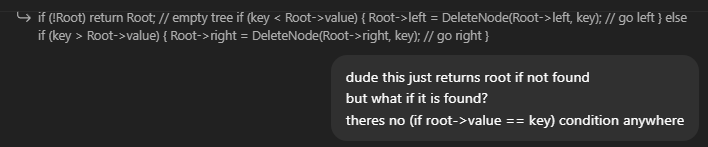 if (!Root) return Root; // empty tree if (key < Root->value) { Root->left = DeleteNode(Root->left, key); // go left } else
if (key > Root->value) { Root->right = DeleteNode(Root->right, key); // go right }
dude this just returns root if not found
but what if it is found?
theres no (if root->value == key) condition anywhere